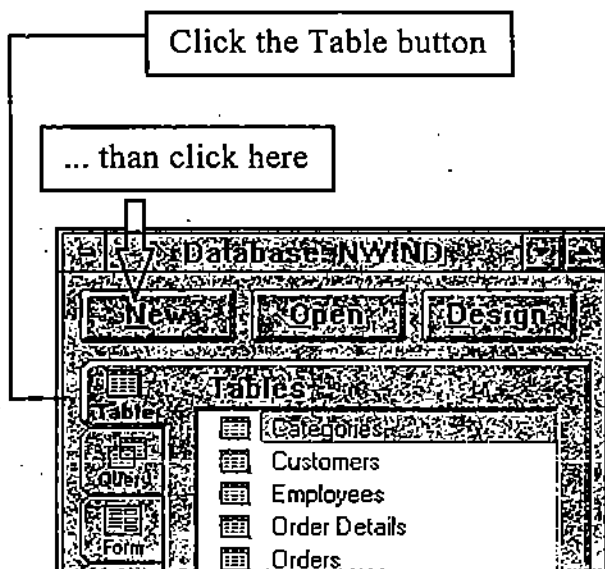 Click the Table button
... than click here
Database: NWIND
New Open Design
Tables
Table
Categories
Query
Customers
Employees
Form
Order Details
Orders